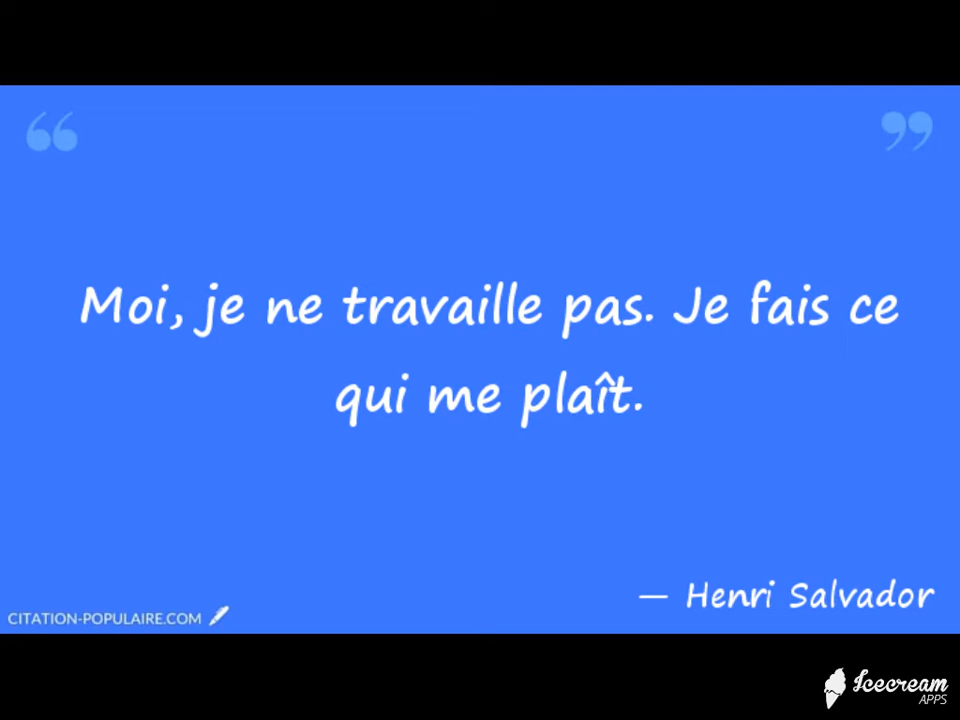 Moi, je ne travaille pas. Je fais ce
qui me plaît.
— Henri Salvador
CITATION-POPULAIRE.COM
Icecream
APPS